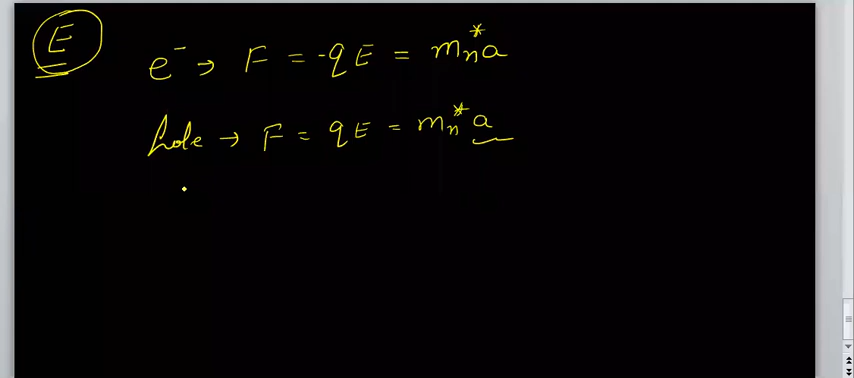 E
e⁻ → F = -qE = mₙ* a
hole → F = qE = mₙ* a